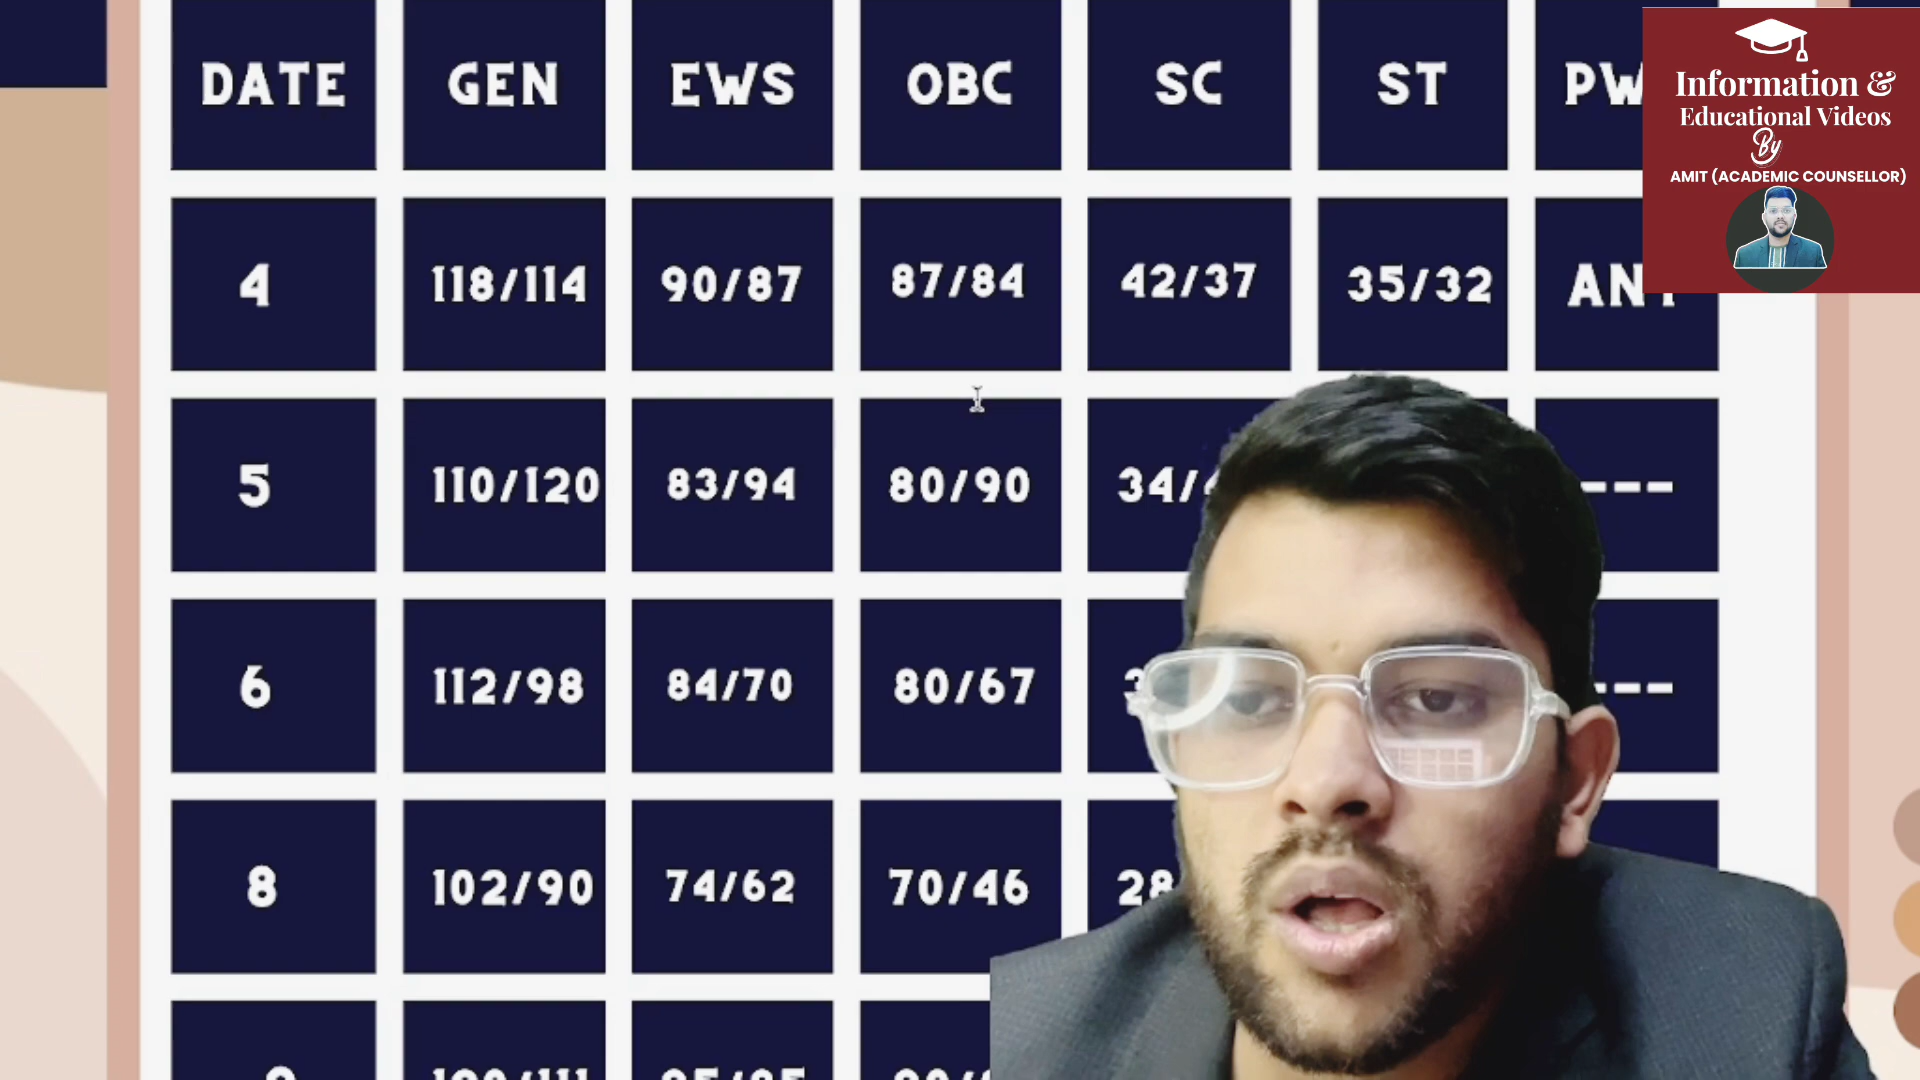 DATE GEN EWS OBC SC ST
4 118/114 90/87 87/84 42/37 35/32
5 110/120 83/94 80/90 34/ ---
6 112/98 84/70 80/67
8 102/90 74/62 70/46 28
Information &
Educational Videos
By
AMIT (ACADEMIC COUNSELLOR)